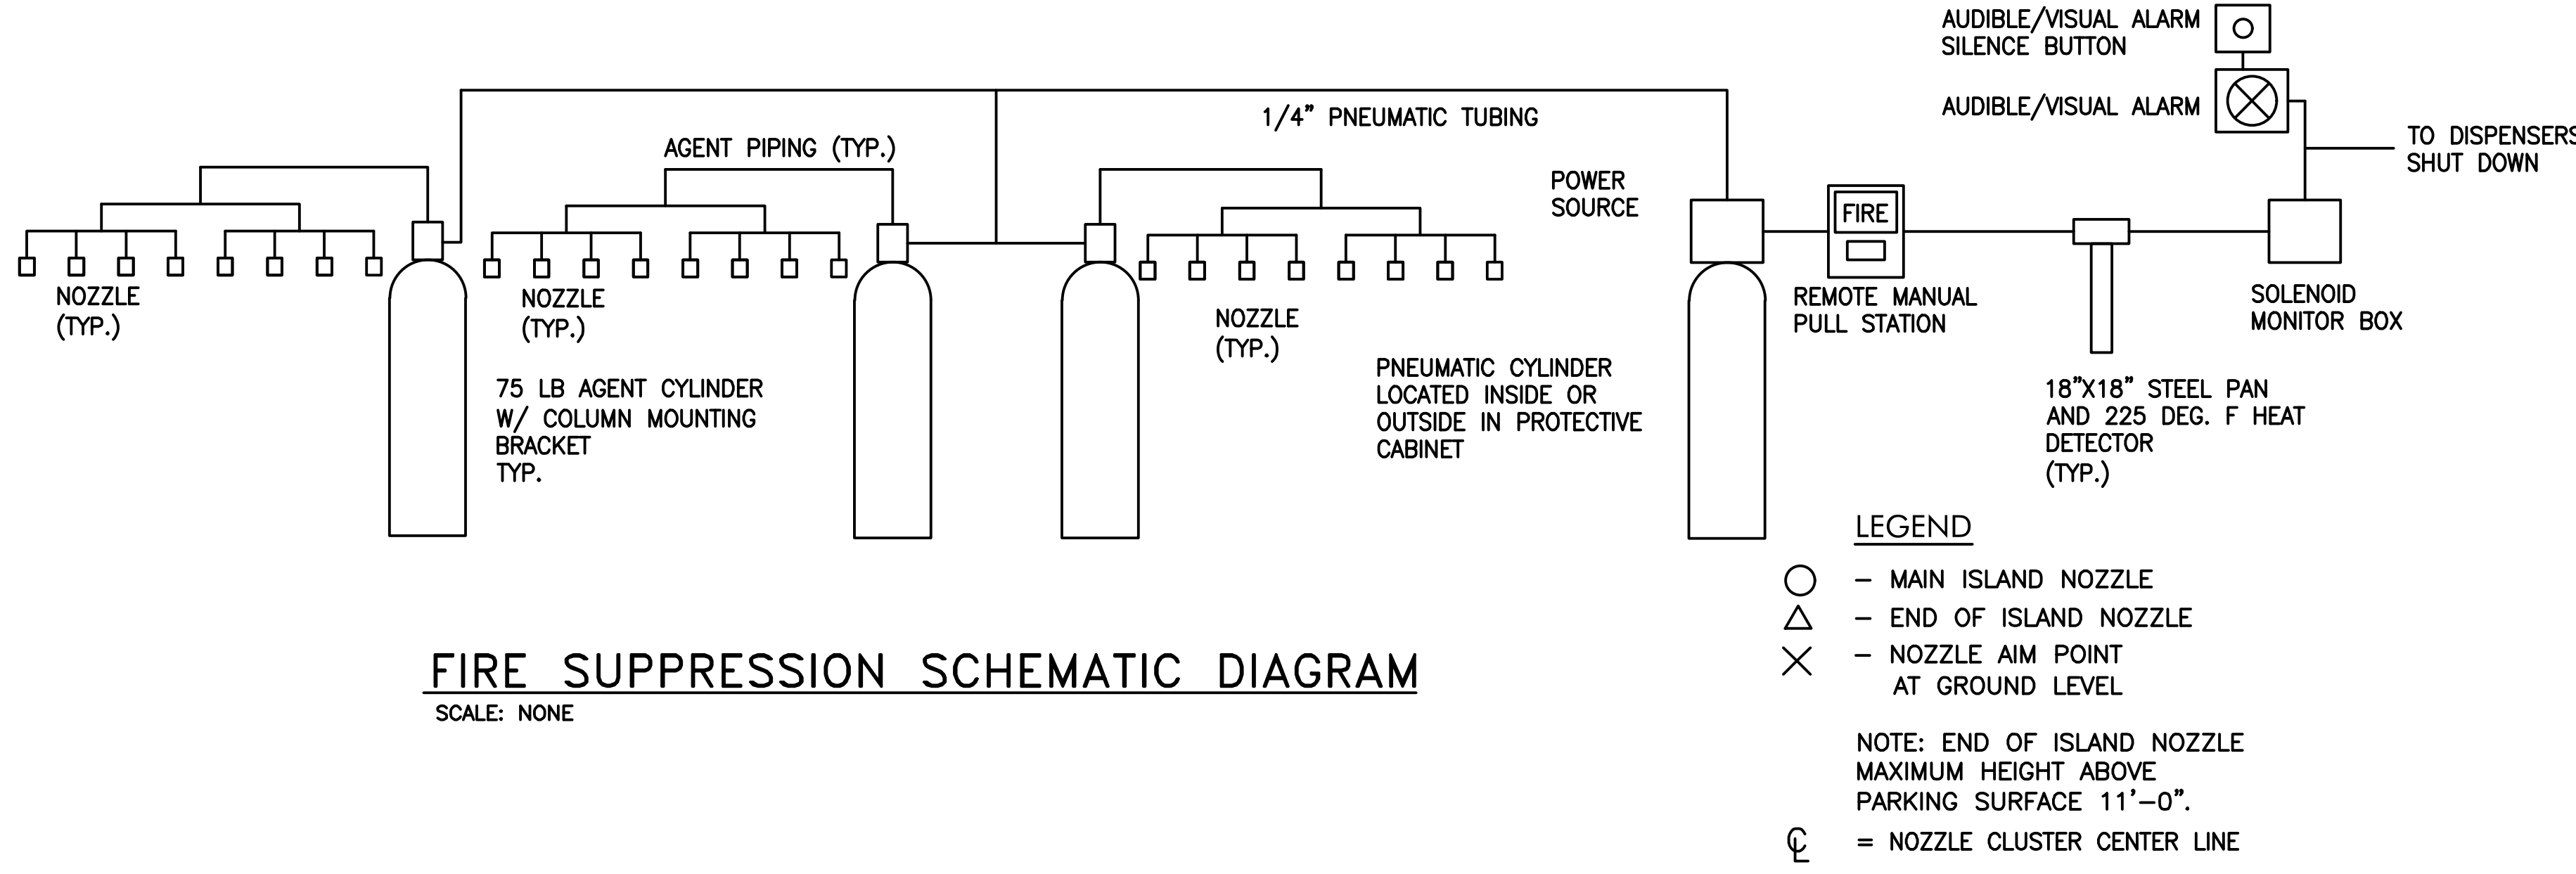 AUDIBLE/VISUAL ALARM
SILENCE BUTTON
AUDIBLE/VISUAL ALARM
1/4” PNEUMATIC TUBING
TO DISPENSERS
SHUT DOWN
AGENT PIPING (TYP.)
POWER
SOURCE
FIRE
NOZZLE
(TYP.)
NOZZLE
(TYP.)
NOZZLE
(TYP.)
REMOTE MANUAL
PULL STATION
SOLENOID
MONITOR BOX
75 LB AGENT CYLINDER
W/ COLUMN MOUNTING
BRACKET
TYP.
PNEUMATIC CYLINDER
LOCATED INSIDE OR
OUTSIDE IN PROTECTIVE
CABINET
18”X18” STEEL PAN
AND 225 DEG. F HEAT
DETECTOR
(TYP.)
LEGEND
– MAIN ISLAND NOZZLE
– END OF ISLAND NOZZLE
– NOZZLE AIM POINT
AT GROUND LEVEL
NOTE: END OF ISLAND NOZZLE
MAXIMUM HEIGHT ABOVE
PARKING SURFACE 11’–0”.
℄ = NOZZLE CLUSTER CENTER LINE
FIRE SUPPRESSION SCHEMATIC DIAGRAM
SCALE: NONE